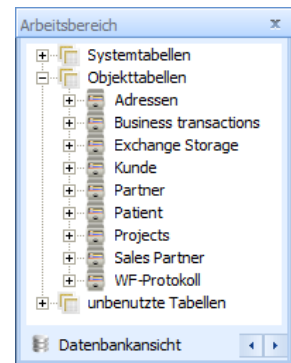 Arbeitsbereich
Systemtabellen
Objekttabellen
Adressen
Business transactions
Exchange Storage
Kunde
Partner
Patient
Projects
Sales Partner
WF-Protokoll
unbenutzte Tabellen
Datenbankansicht